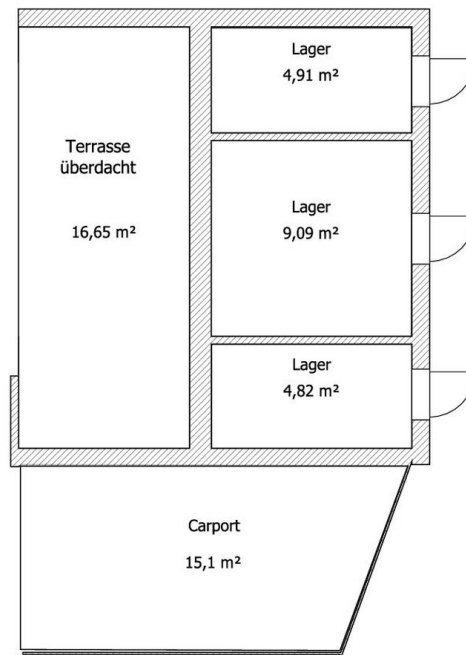 Lager
4,91 m²
Terrasse
überdacht
16,65 m²
Lager
9,09 m²
Lager
4,82 m²
Carport
15,1 m²